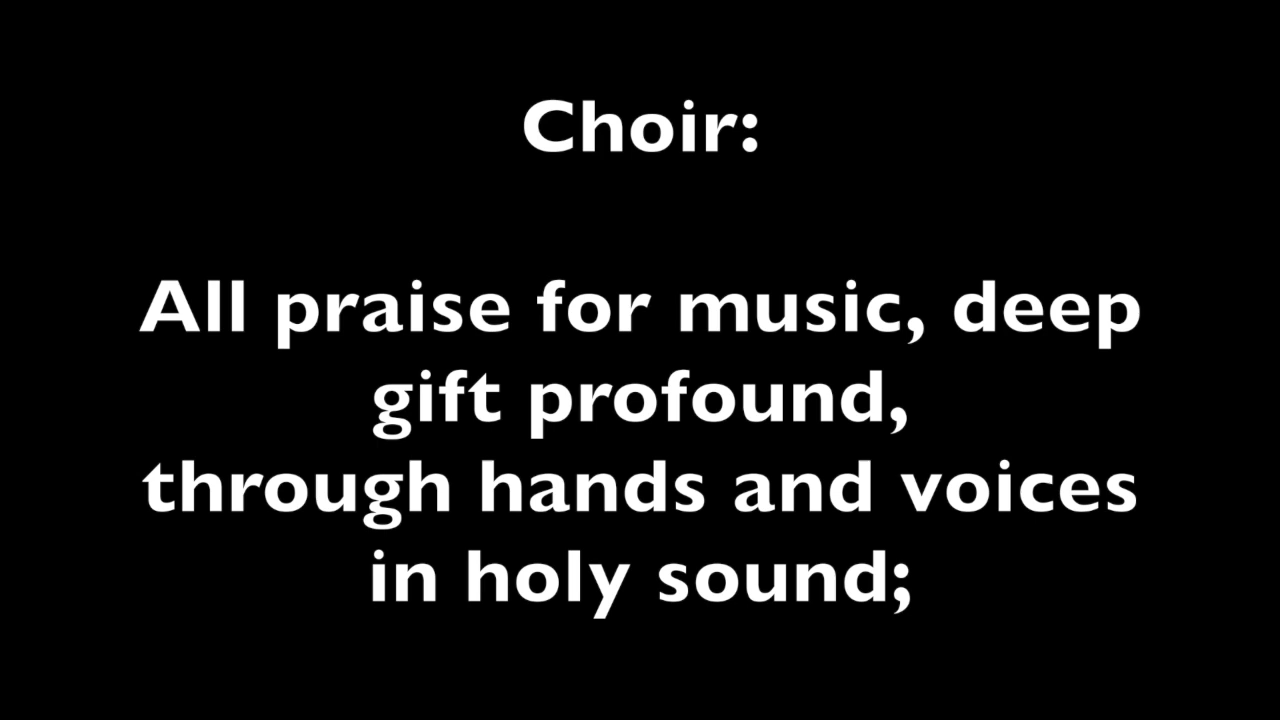 Choir:
All praise for music, deep
gift profound,
through hands and voices
in holy sound;